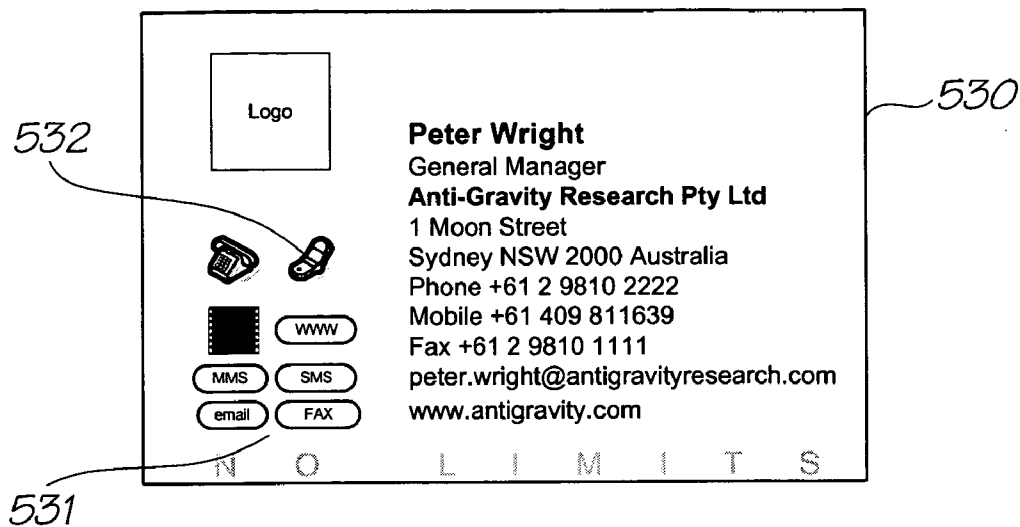 530
532
Logo
Peter Wright
General Manager
Anti-Gravity Research Pty Ltd
1 Moon Street
Sydney NSW 2000 Australia
Phone +61 2 9810 2222
Mobile +61 409 811639
Fax +61 2 9810 1111
peter.wright@antigravityresearch.com
www.antigravity.com
WWW
MMS SMS
email FAX
NO LIMITS
531